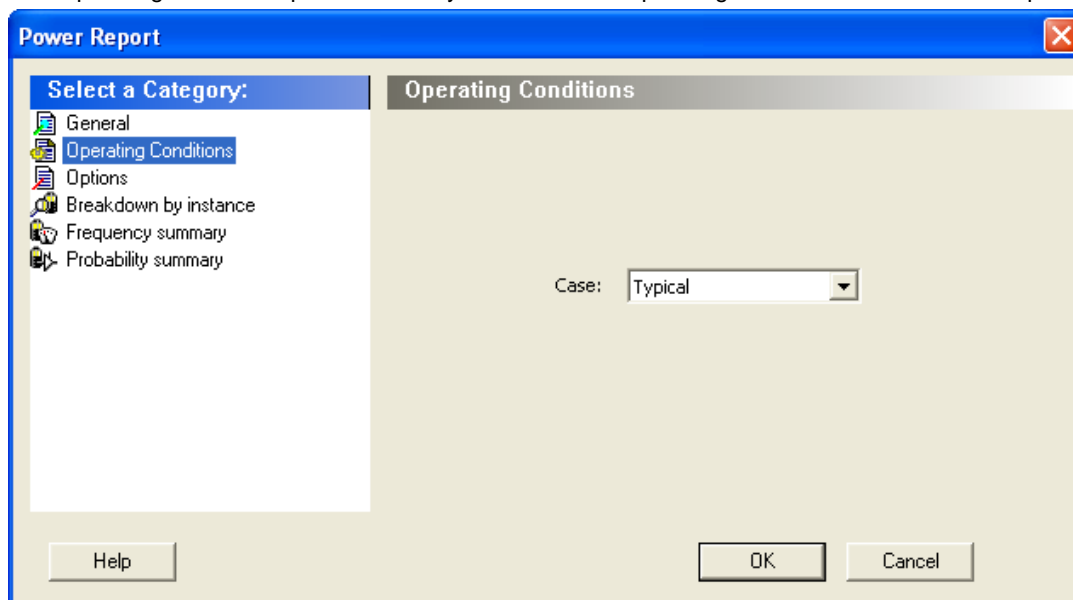 Power Report
Select a Category:
General
Operating Conditions
Options
Breakdown by instance
Frequency summary
Probability summary
Operating Conditions
Case: Typical
Help
OK
Cancel